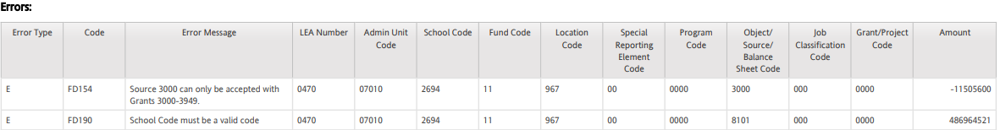 Errors:
Error Type Code Error Message LEA Number Admin Unit Code School Code Fund Code Location Code Special Reporting Element Code Program Code Object/ Source/ Balance Sheet Code Job Classification Code Grant/Project Code Amount
E FD154 Source 3000 can only be accepted with Grants 3000-3949. 0470 07010 2694 11 967 00 0000 3000 000 0000 -11505600
E FD190 School Code must be a valid code 0470 07010 2694 11 967 00 0000 8101 000 0000 486964521